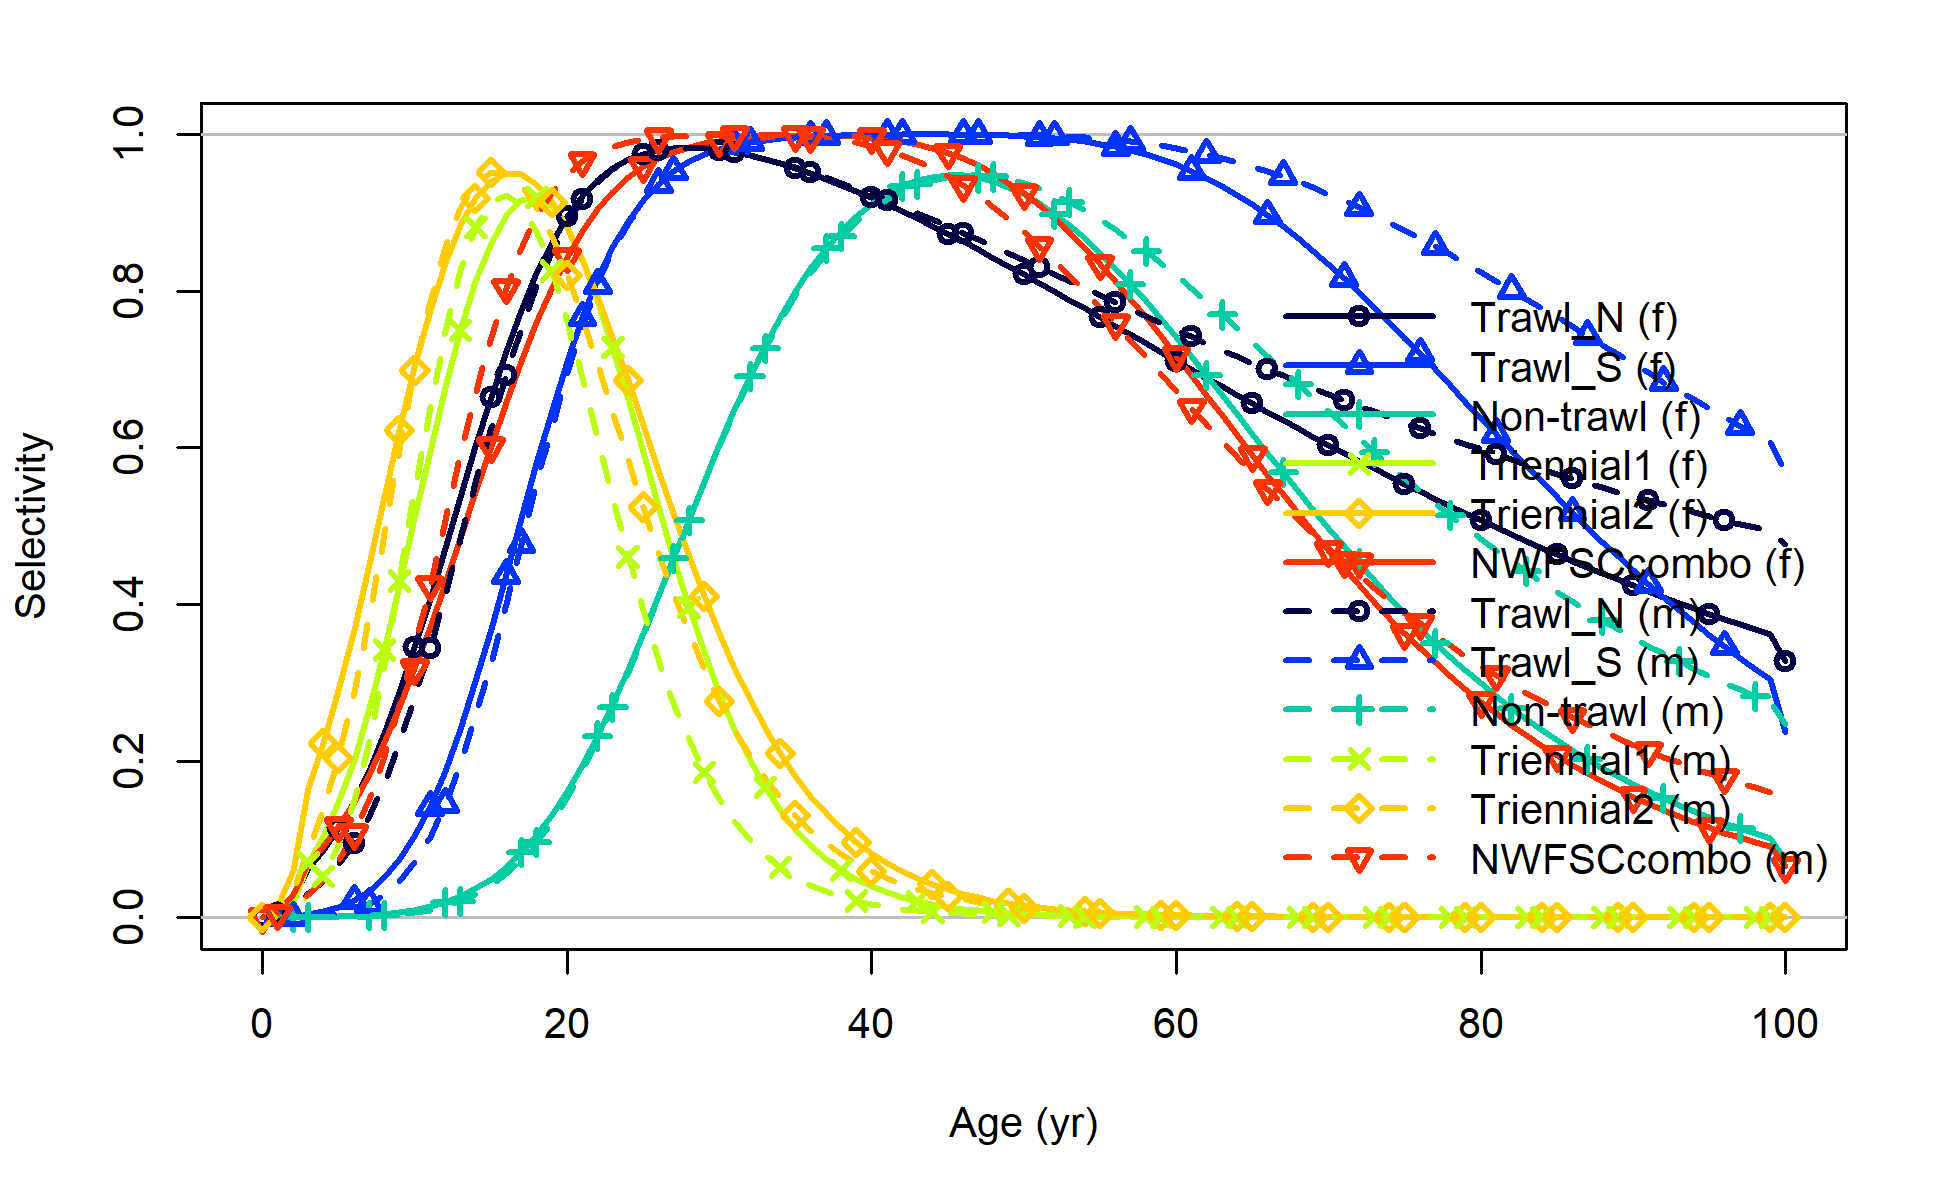 1.0
0.8
0.6
0.4
0.2
0.0
Selectivity
Trawl_N (f)
Trawl_S (f)
Non-trawl (f)
Triennial1 (f)
Triennial2 (f)
NWFSCcombo (f)
Trawl_N (m)
Trawl_S (m)
Non-trawl (m)
Triennial1 (m)
Triennial2 (m)
NWFSCcombo (m)
0 20 40 60 80 100
Age (yr)